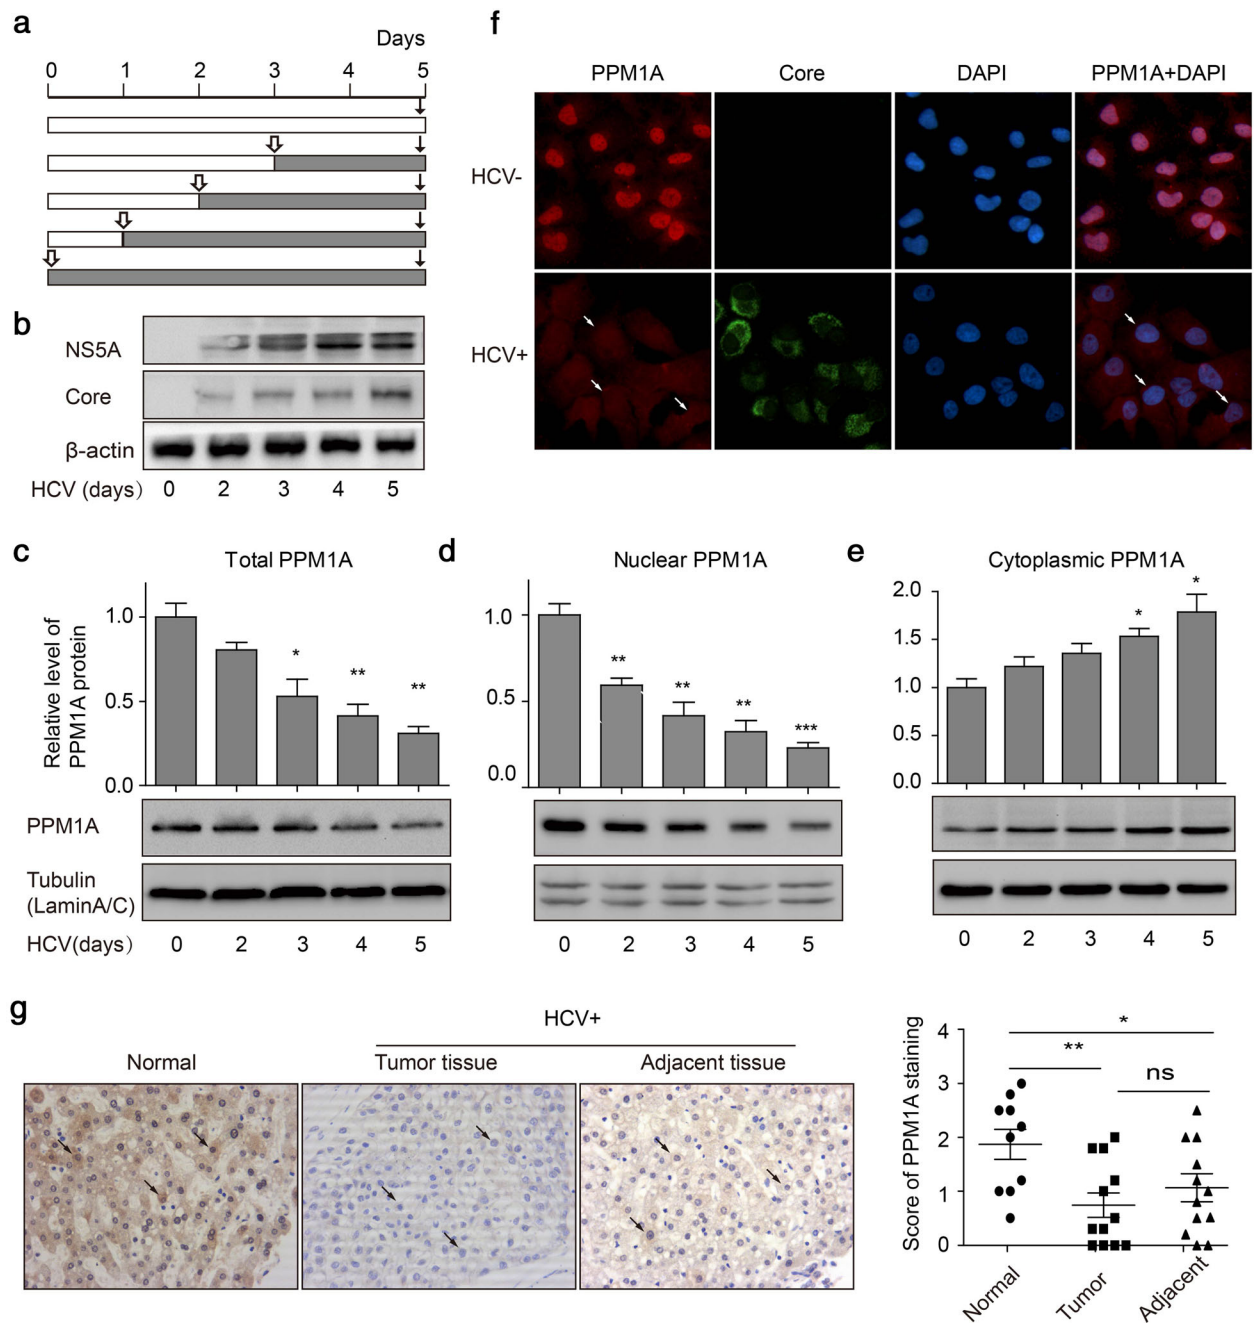 a
Days
0 1 2 3 4 5
b
NS5A
Core
β-actin
HCV (days) 0 2 3 4 5
f
PPM1A Core DAPI PPM1A+DAPI
HCV-
HCV+
c
Total PPM1A
Relative level of
PPM1A protein
1.0
0.5
0.0
* ** **
PPM1A
Tubulin
(LaminA/C)
HCV(days) 0 2 3 4 5
d
Nuclear PPM1A
1.0
0.5
0.0
** ** ** ***
0 2 3 4 5
e
Cytoplasmic PPM1A
2.0
1.5
1.0
0.5
0.0
* *
0 2 3 4 5
g
HCV+
Normal Tumor tissue Adjacent tissue
Score of PPM1A staining
4
3
2
1
0
*
**
ns
Normal Tumor Adjacent